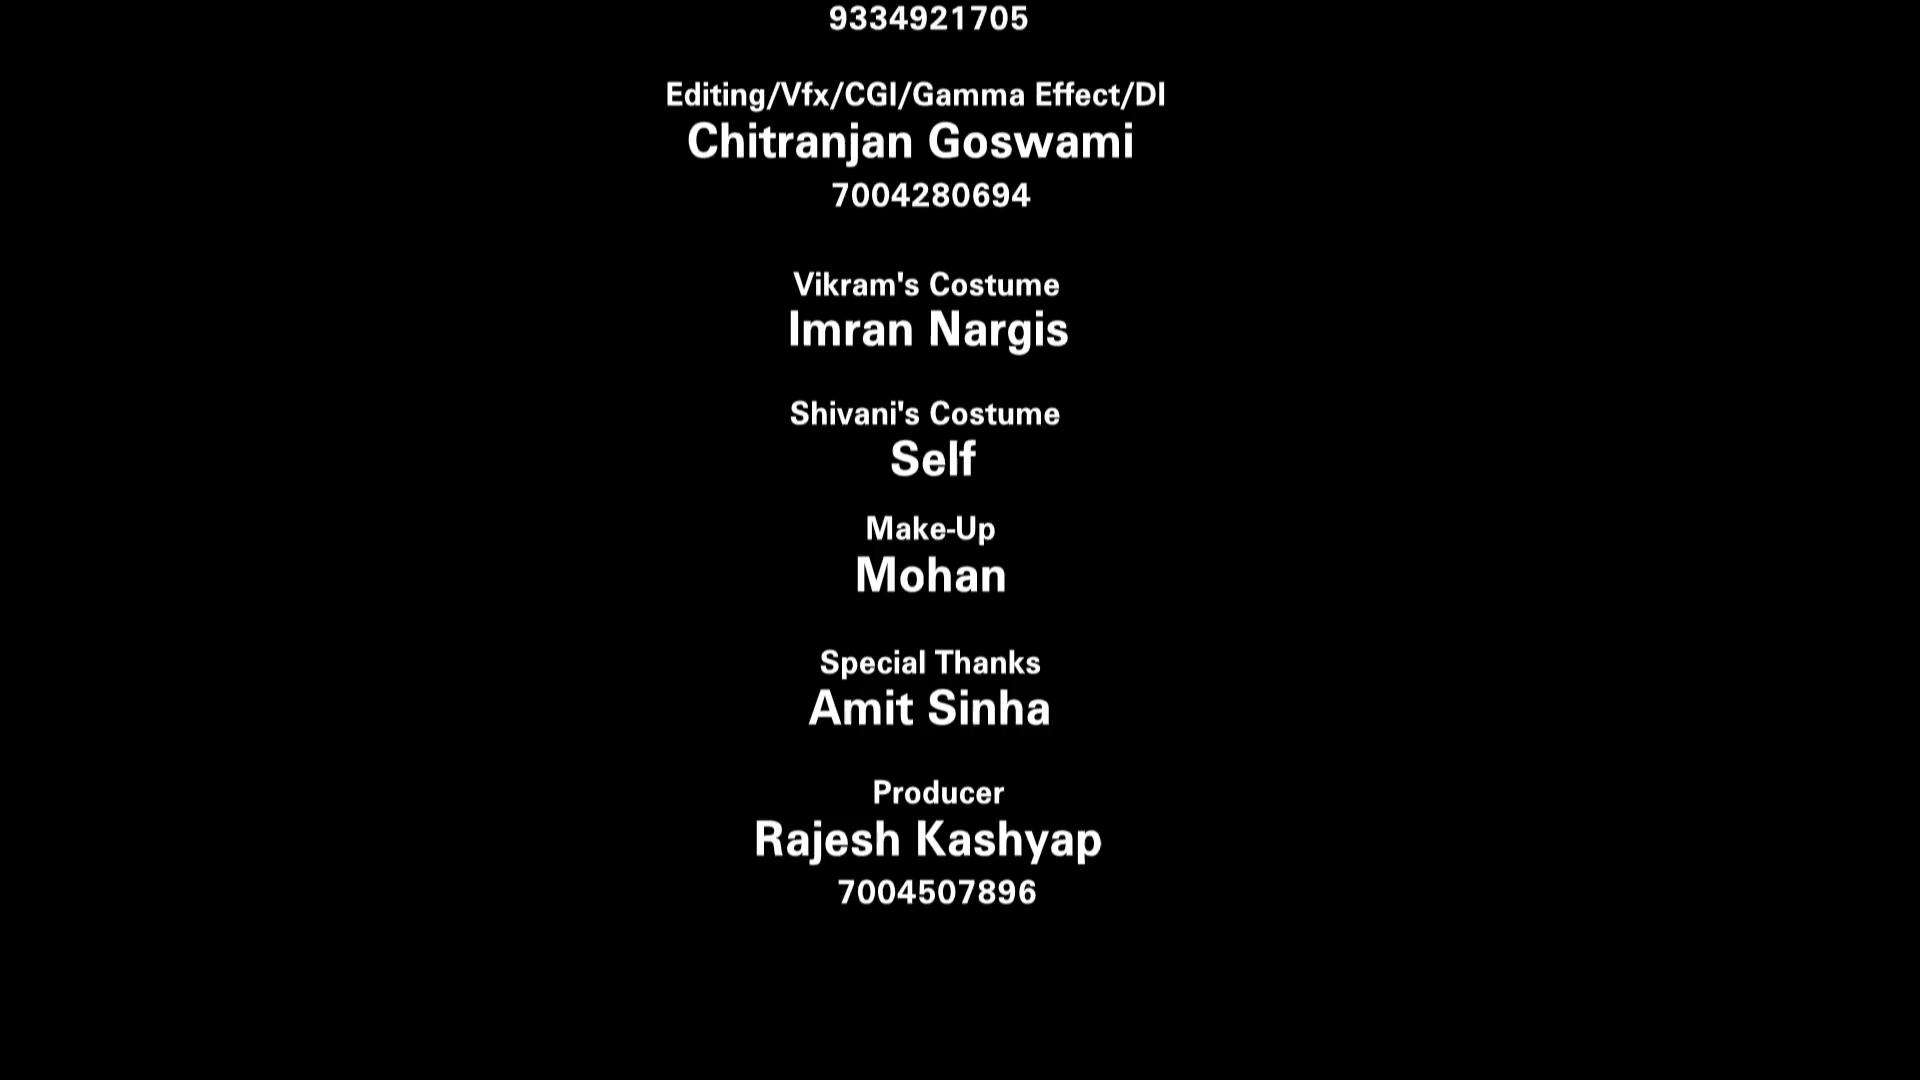 9334921705
Editing/Vfx/CGI/Gamma Effect/DI
Chitranjan Goswami
7004280694
Vikram's Costume
Imran Nargis
Shivani's Costume
Self
Make-Up
Mohan
Special Thanks
Amit Sinha
Producer
Rajesh Kashyap
7004507896